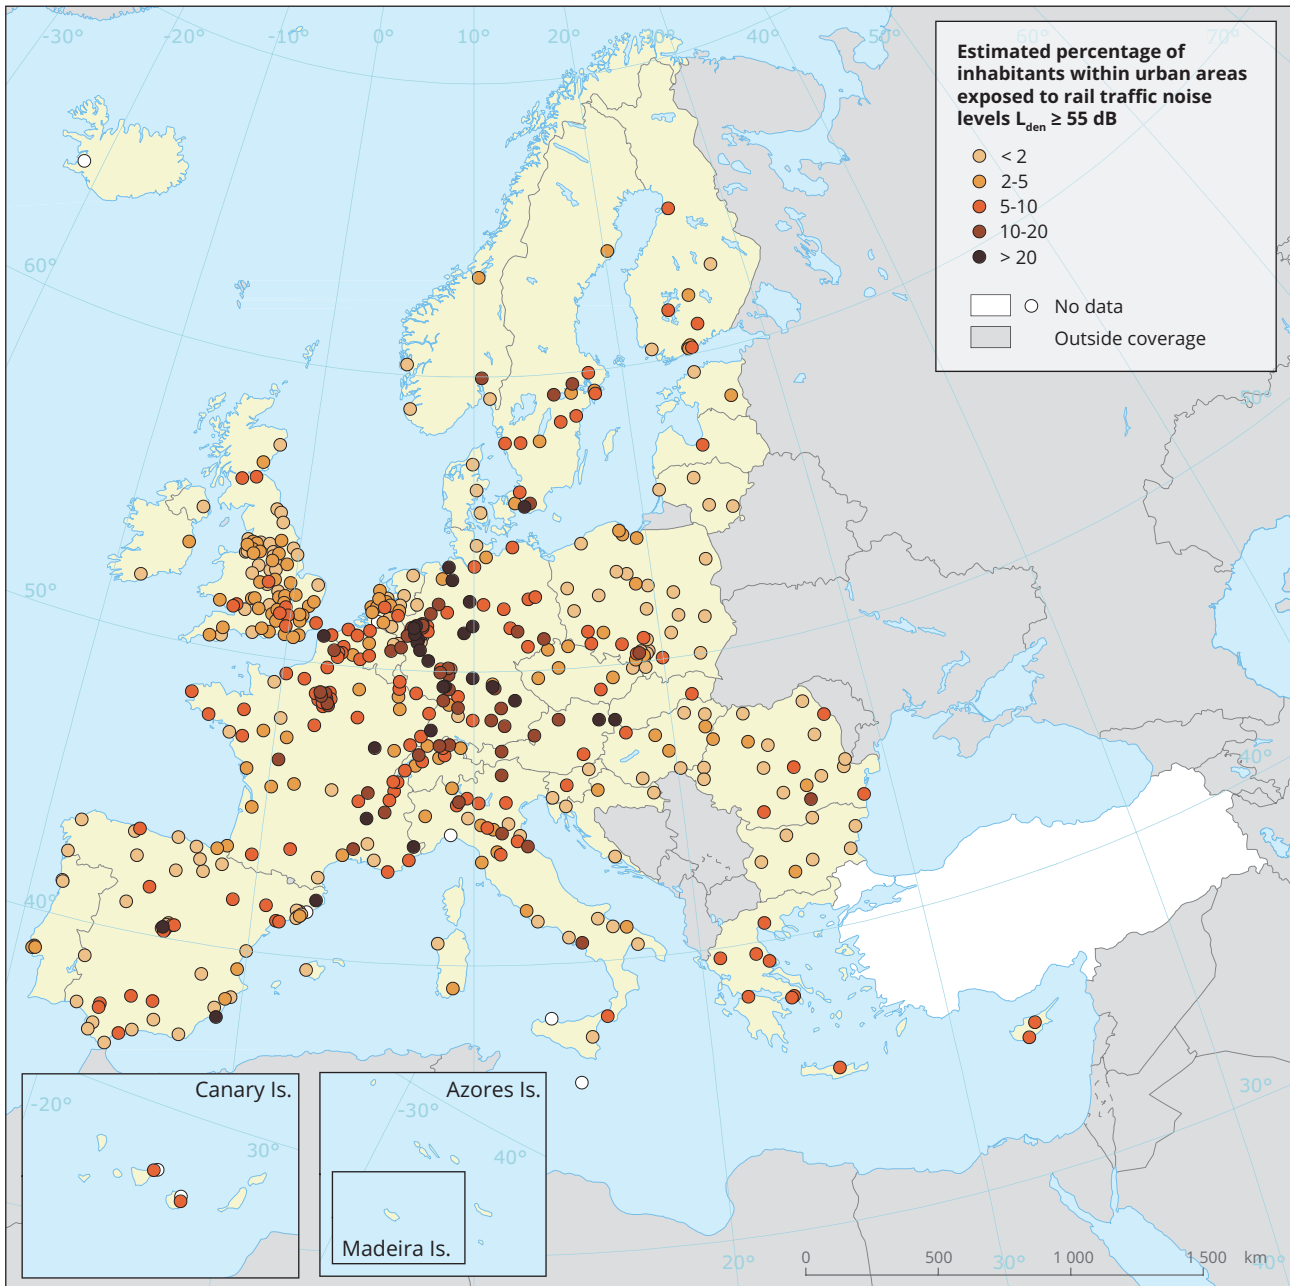 -30°
-20°
-10°
0°
10°
20°
30°
40°
50°
60°
70°
Estimated percentage of
inhabitants within urban areas
exposed to rail traffic noise
levels Lden ≥ 55 dB
< 2
2-5
5-10
10-20
> 20
No data
Outside coverage
60°
50°
50°
40°
40°
30°
Canary Is.
-20°
30°
Azores Is.
-30°
40°
Madeira Is.
20°
30°
40°
0 500 1 000 1 500 km